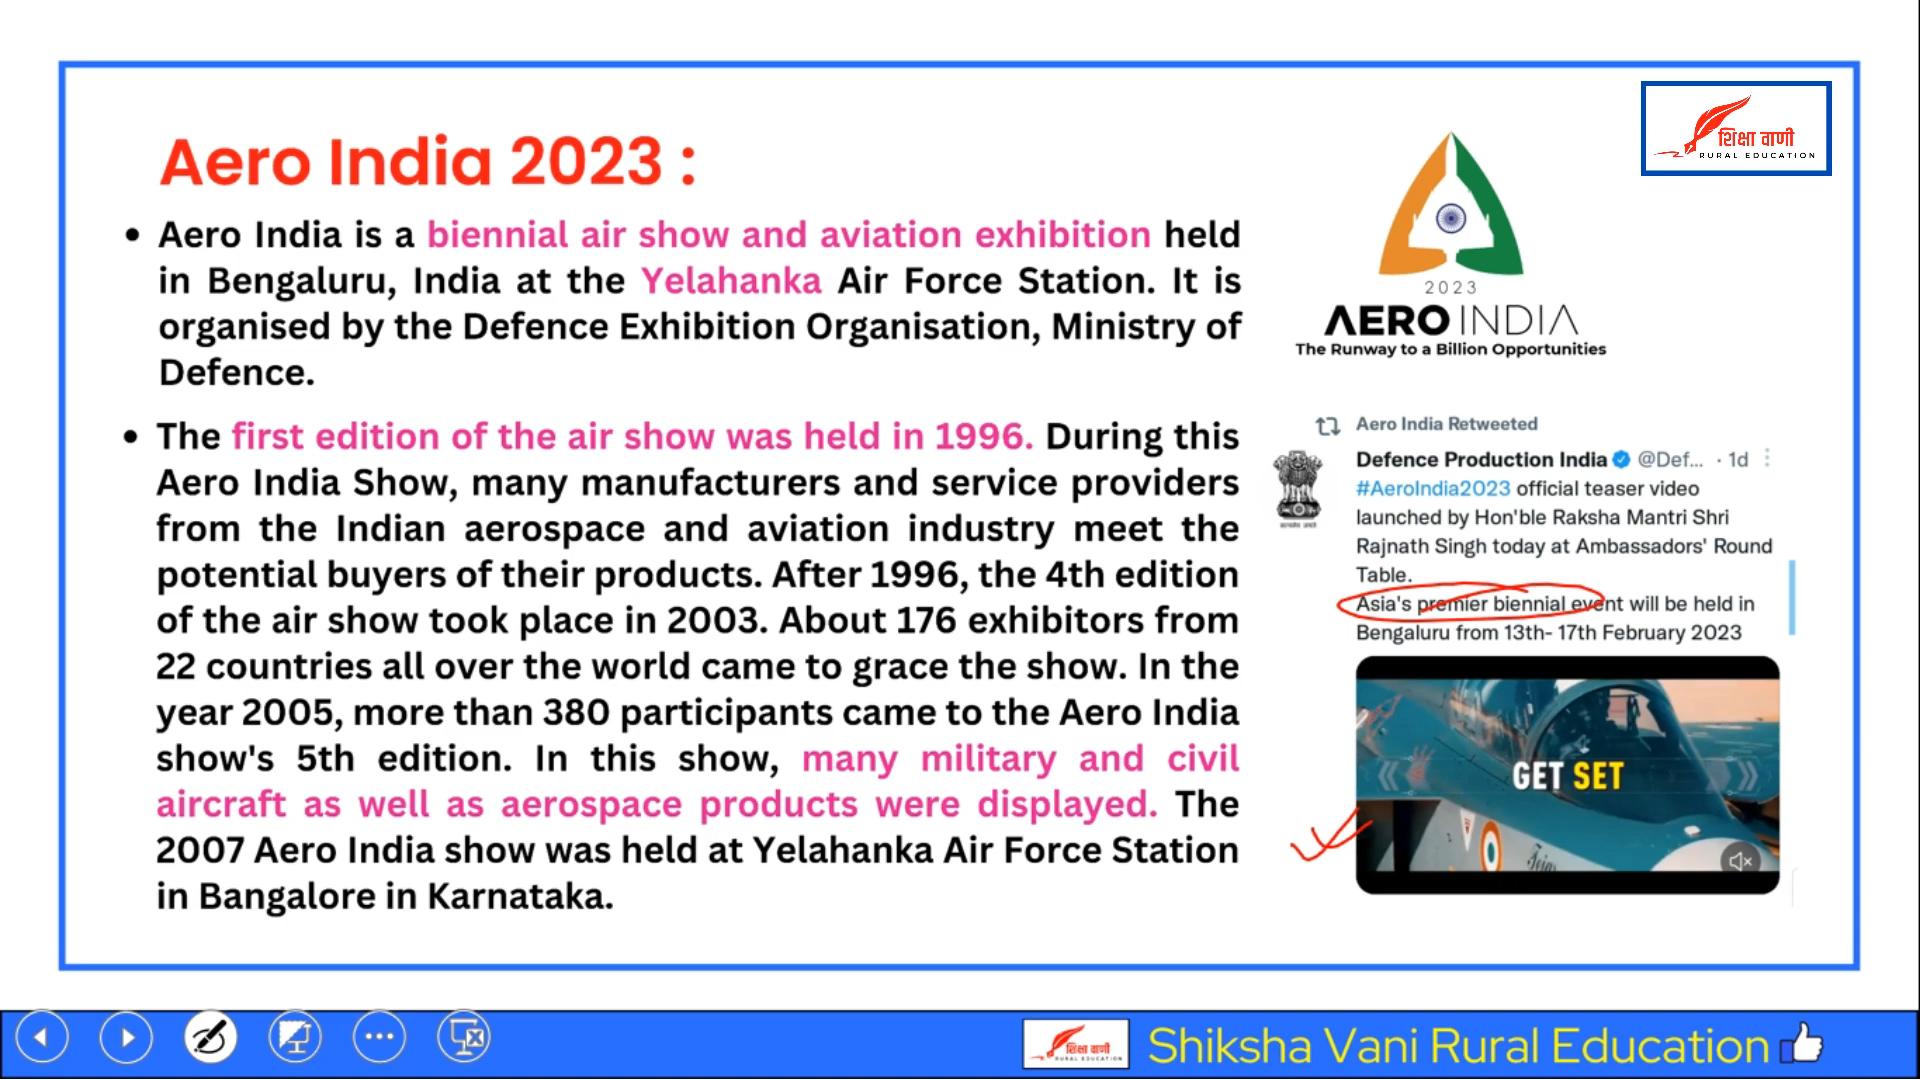 Aero India 2023 :
शिक्षा वाणी
RURAL EDUCATION
• Aero India is a biennial air show and aviation exhibition held
in Bengaluru, India at the Yelahanka Air Force Station. It is
organised by the Defence Exhibition Organisation, Ministry of
Defence.
• The first edition of the air show was held in 1996. During this
Aero India Show, many manufacturers and service providers
from the Indian aerospace and aviation industry meet the
potential buyers of their products. After 1996, the 4th edition
of the air show took place in 2003. About 176 exhibitors from
22 countries all over the world came to grace the show. In the
year 2005, more than 380 participants came to the Aero India
show's 5th edition. In this show, many military and civil
aircraft as well as aerospace products were displayed. The
2007 Aero India show was held at Yelahanka Air Force Station
in Bangalore in Karnataka.
2023
AERO INDIA
The Runway to a Billion Opportunities
Aero India Retweeted
Defence Production India @Def... · 1d
#AeroIndia2023 official teaser video
launched by Hon'ble Raksha Mantri Shri
Rajnath Singh today at Ambassadors' Round
Table.
Asia's premier biennial event will be held in
Bengaluru from 13th- 17th February 2023
GET SET
Tejas
शिक्षा वाणी
RURAL EDUCATION
Shiksha Vani Rural Education